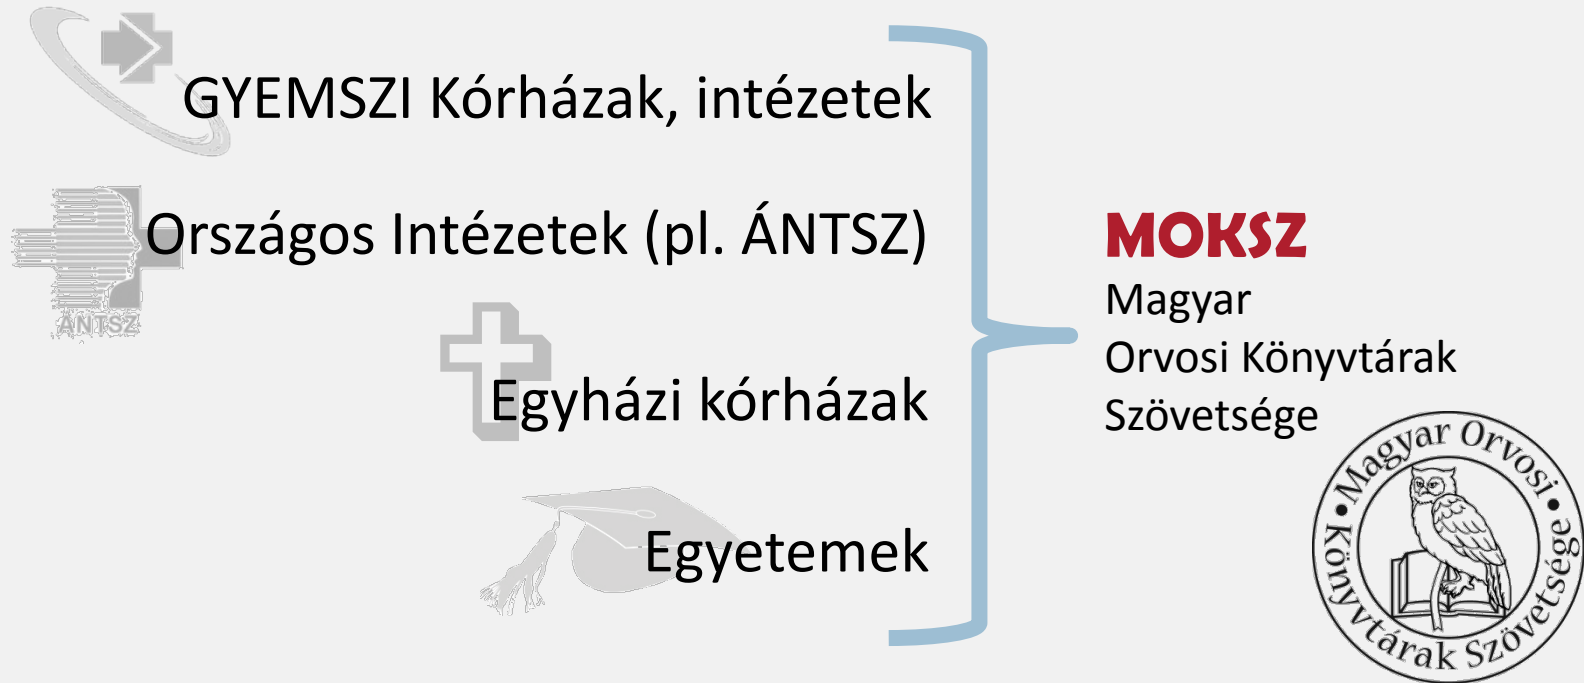 GYEMSZI Kórházak, intézetek
Országos Intézetek (pl. ÁNTSZ)
ÁNTSZ
Egyházi kórházak
Egyetemek
MOKSZ
Magyar
Orvosi Könyvtárak
Szövetsége
Magyar Orvosi • Könyvtárak Szövetsége •